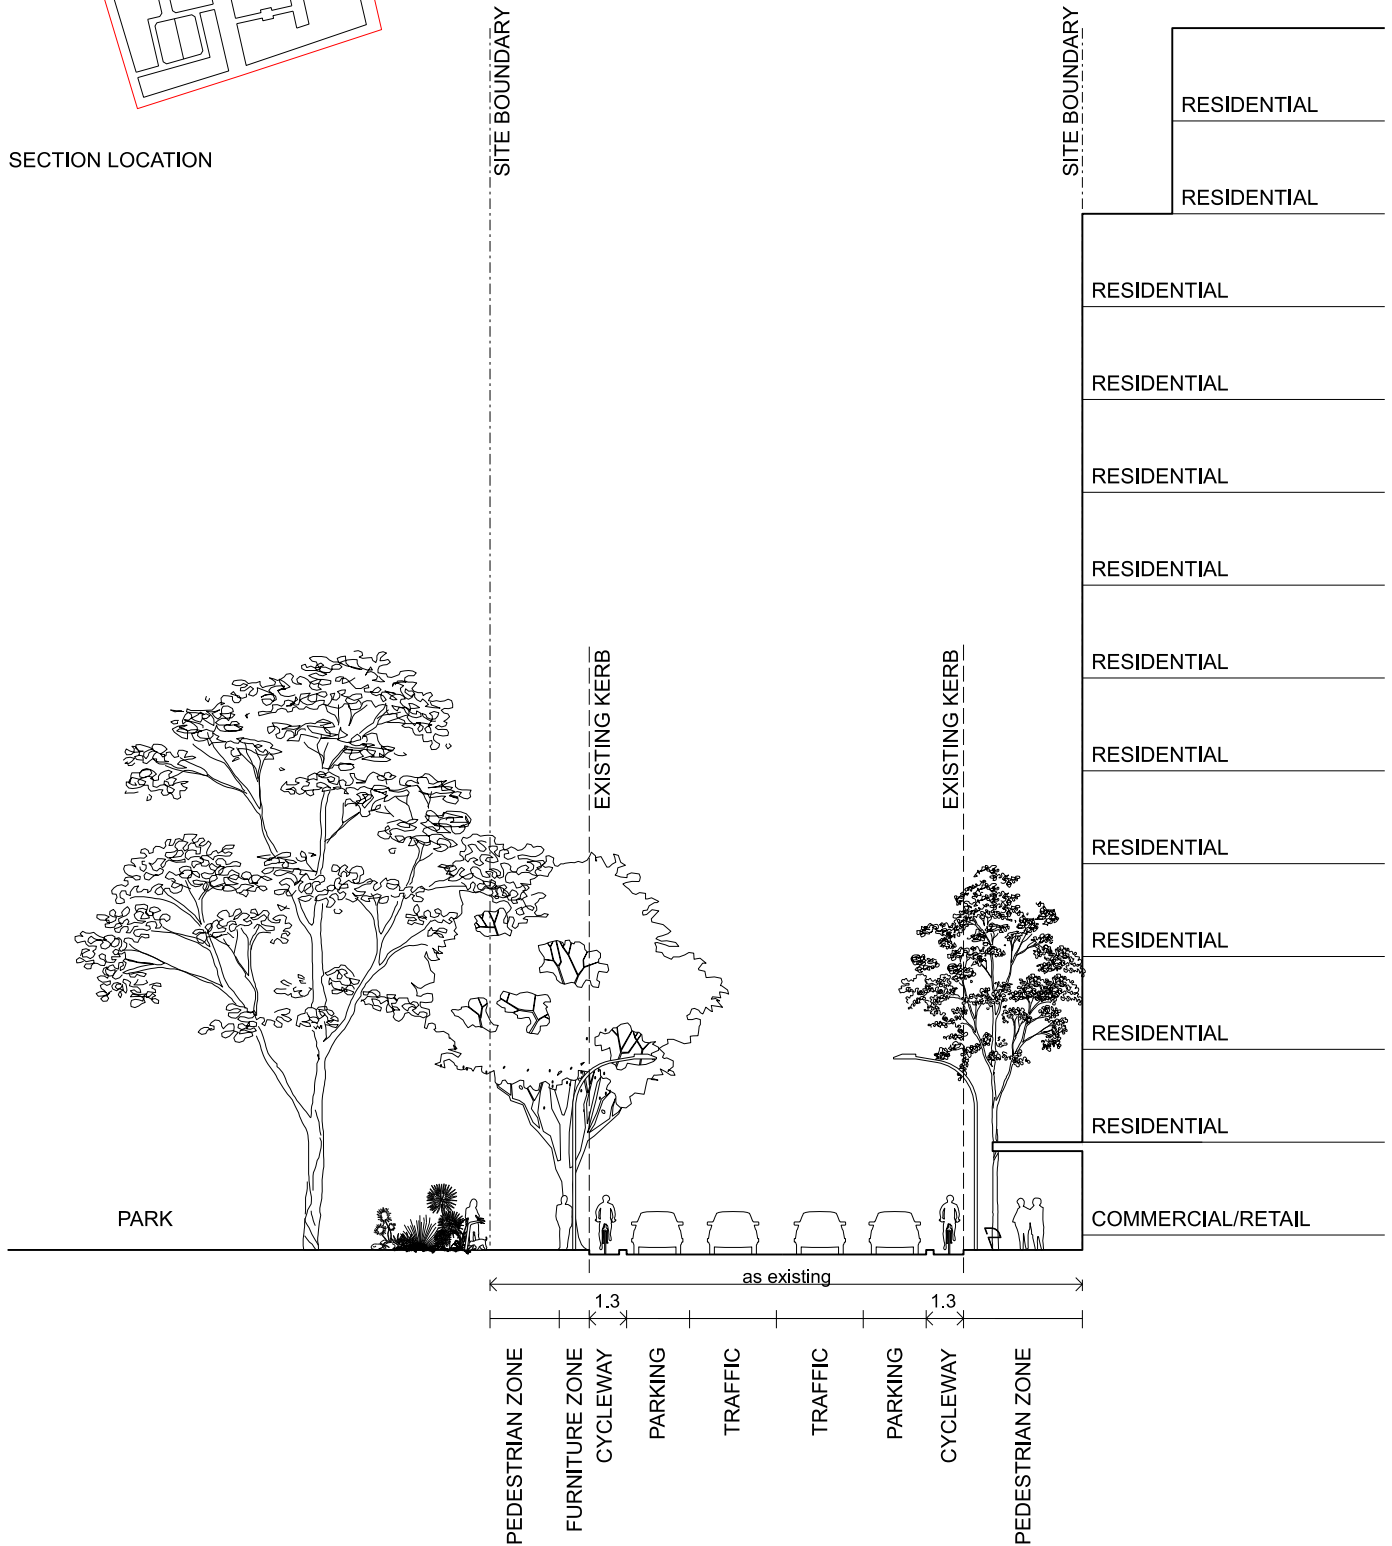 SECTION LOCATION
SITE BOUNDARY
SITE BOUNDARY
RESIDENTIAL
RESIDENTIAL
RESIDENTIAL
RESIDENTIAL
RESIDENTIAL
RESIDENTIAL
RESIDENTIAL
RESIDENTIAL
RESIDENTIAL
RESIDENTIAL
RESIDENTIAL
RESIDENTIAL
COMMERCIAL/RETAIL
EXISTING KERB
EXISTING KERB
PARK
as existing
1.3
1.3
PEDESTRIAN ZONE
FURNITURE ZONE
CYCLEWAY
PARKING
TRAFFIC
TRAFFIC
PARKING
CYCLEWAY
PEDESTRIAN ZONE